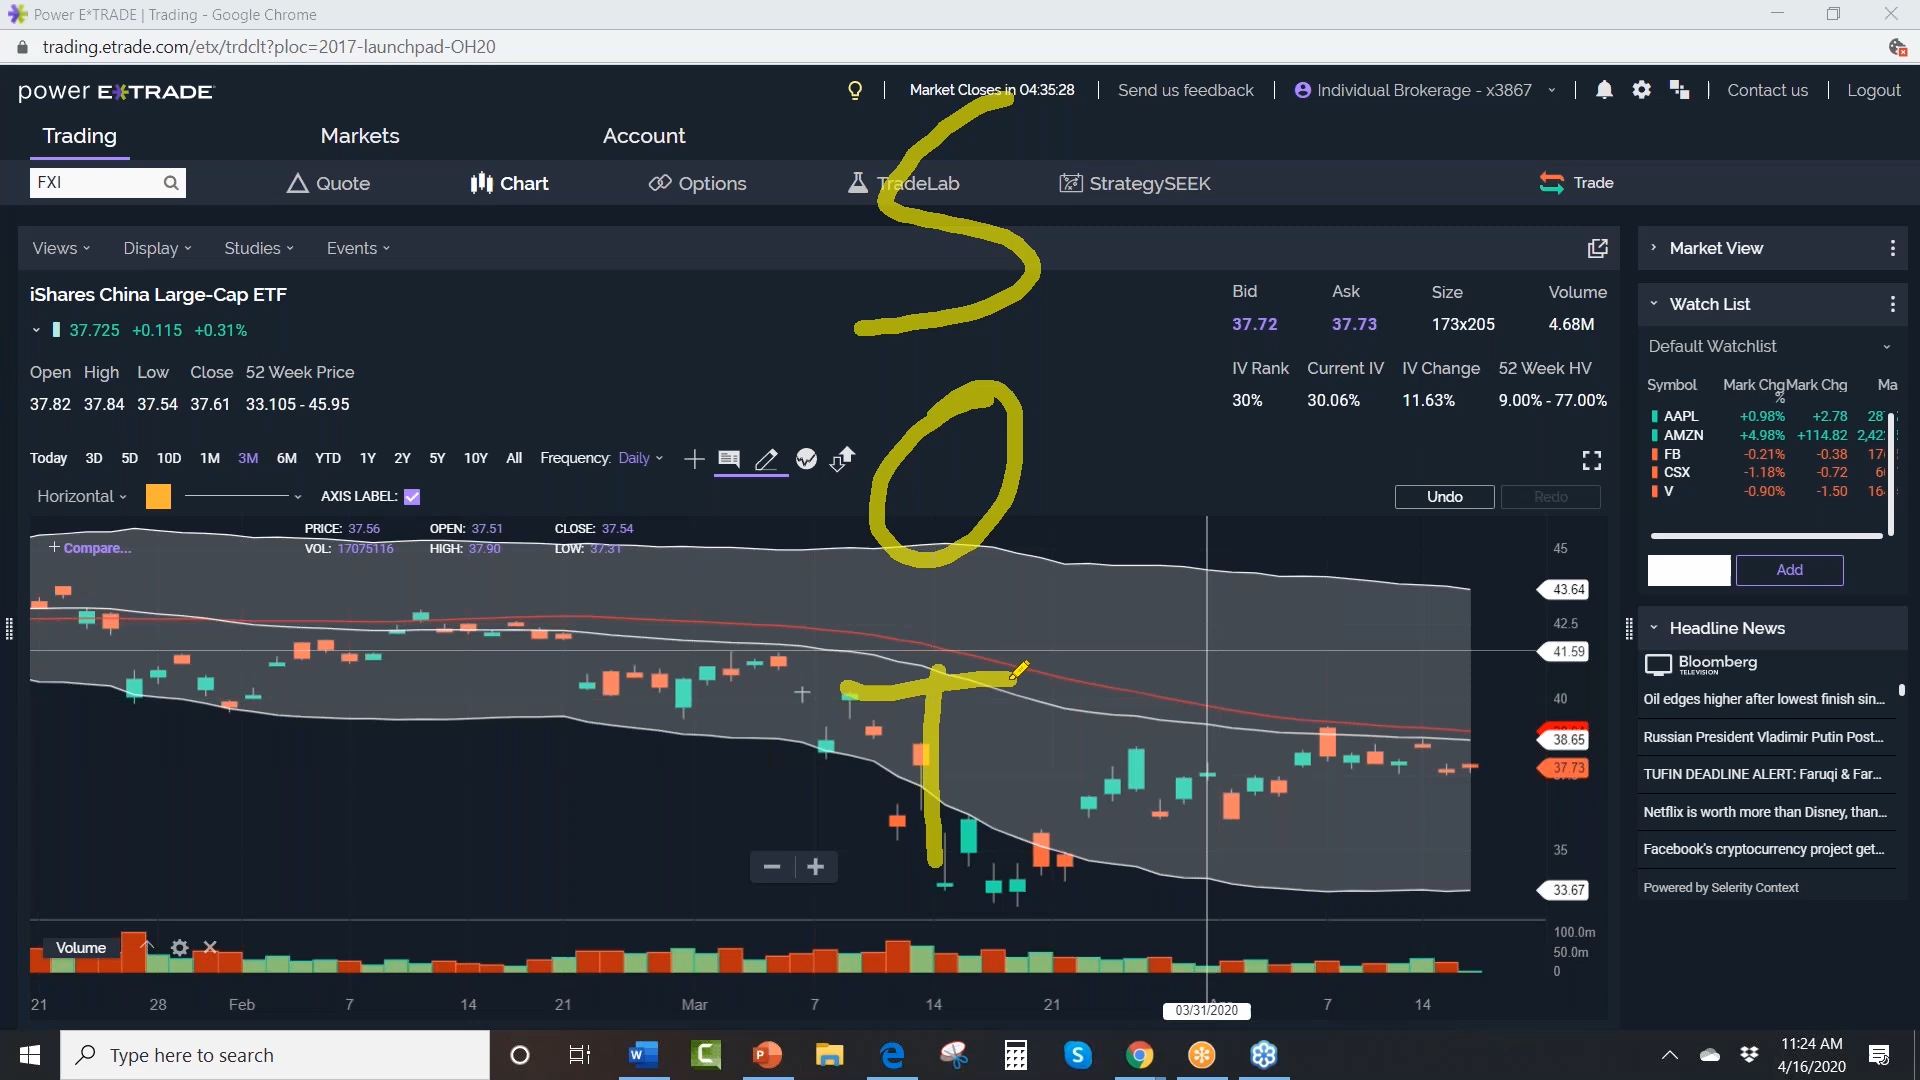 Power E*TRADE | Trading - Google Chrome
trading.etrade.com/etx/trdclt?ploc=2017-launchpad-OH20
power E*TRADE
Market Closes in 04:35:28
Send us feedback
Individual Brokerage - x3867
Contact us
Logout
Trading
Markets
Account
FXI
Quote
Chart
Options
TradeLab
StrategySEEK
Trade
Views
Display
Studies
Events
iShares China Large-Cap ETF
37.725 +0.115 +0.31%
Open High Low Close 52 Week Price
37.82 37.84 37.54 37.61 33.105 - 45.95
Bid Ask Size Volume
37.72 37.73 173x205 4.68M
IV Rank Current IV IV Change 52 Week HV
30% 30.06% 11.63% 9.00% - 77.00%
S
O
T
Today 3D 5D 10D 1M 3M 6M YTD 1Y 2Y 5Y 10Y All Frequency: Daily
Horizontal AXIS LABEL:
Undo Redo
PRICE: 37.56 OPEN: 37.51 CLOSE: 37.54
+ Compare... VOL: 17075116 HIGH: 37.90 LOW: 37.31
45
43.64
42.5
41.59
40
38.65
37.73
35
33.67
100.0m
50.0m
0
Volume
21 28 Feb 7 14 21 Mar 7 14 21 7 14
03/31/2020
Market View
Watch List
Default Watchlist
Symbol Mark Chg % Mark Chg Ma
AAPL +0.98% +2.78 28
AMZN +4.98% +114.82 2,42
FB -0.21% -0.38 17
CSX -1.18% -0.72 6
V -0.90% -1.50 16
Add
Headline News
Bloomberg
TELEVISION
Oil edges higher after lowest finish sin...
Russian President Vladimir Putin Post...
TUFIN DEADLINE ALERT: Faruqi & Far...
Netflix is worth more than Disney, than...
Facebook's cryptocurrency project get...
Powered by Selerity Context
Type here to search
11:24 AM
4/16/2020